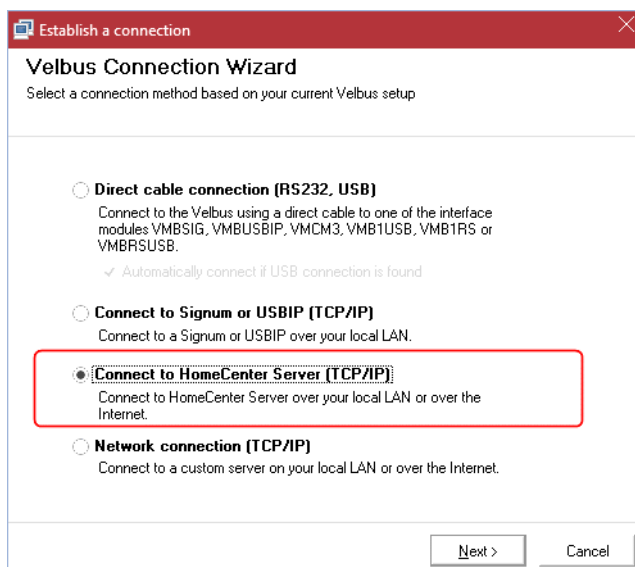 Establish a connection
Velbus Connection Wizard
Select a connection method based on your current Velbus setup
Direct cable connection (RS232, USB)
Connect to the Velbus using a direct cable to one of the interface
modules VMBSIG, VMBUSBIP, VMCM3, VMB1USB, VMB1RS or
VMBRSUSB.
Automatically connect if USB connection is found
Connect to Signum or USBIP (TCP/IP)
Connect to a Signum or USBIP over your local LAN.
Connect to HomeCenter Server (TCP/IP)
Connect to HomeCenter Server over your local LAN or over the
Internet.
Network connection (TCP/IP)
Connect to a custom server on your local LAN or over the Internet.
Next >
Cancel